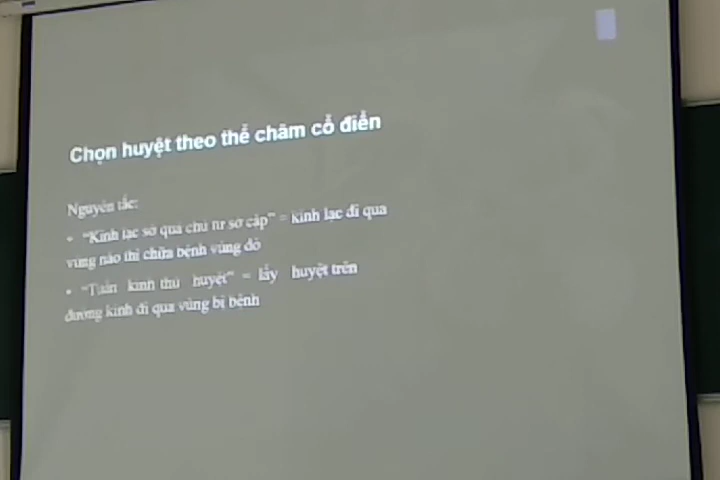 Chọn huyệt theo thể châm cổ điển
Nguyên tắc:
• “Kinh lạc sở quá chủ trị sở cập” = Kinh lạc đi qua
vùng nào thì chữa bệnh vùng đó
• “Tuần kinh thủ huyệt” = lấy huyệt trên
đường kinh đi qua vùng bị bệnh